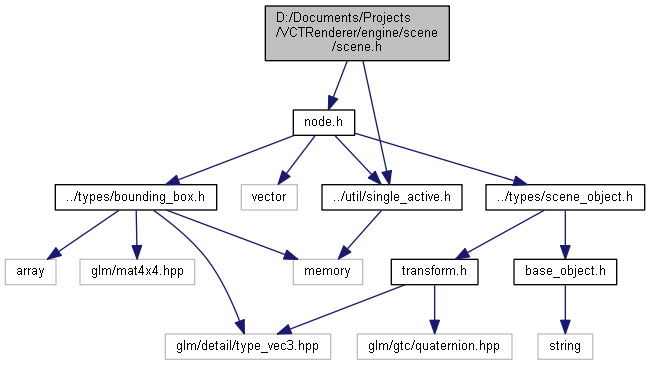 D:/Documents/Projects
/VCTRenderer/engine/scene
/scene.h
node.h
../types/bounding_box.h
vector
../util/single_active.h
../types/scene_object.h
array
glm/mat4x4.hpp
memory
transform.h
base_object.h
glm/detail/type_vec3.hpp
glm/gtc/quaternion.hpp
string